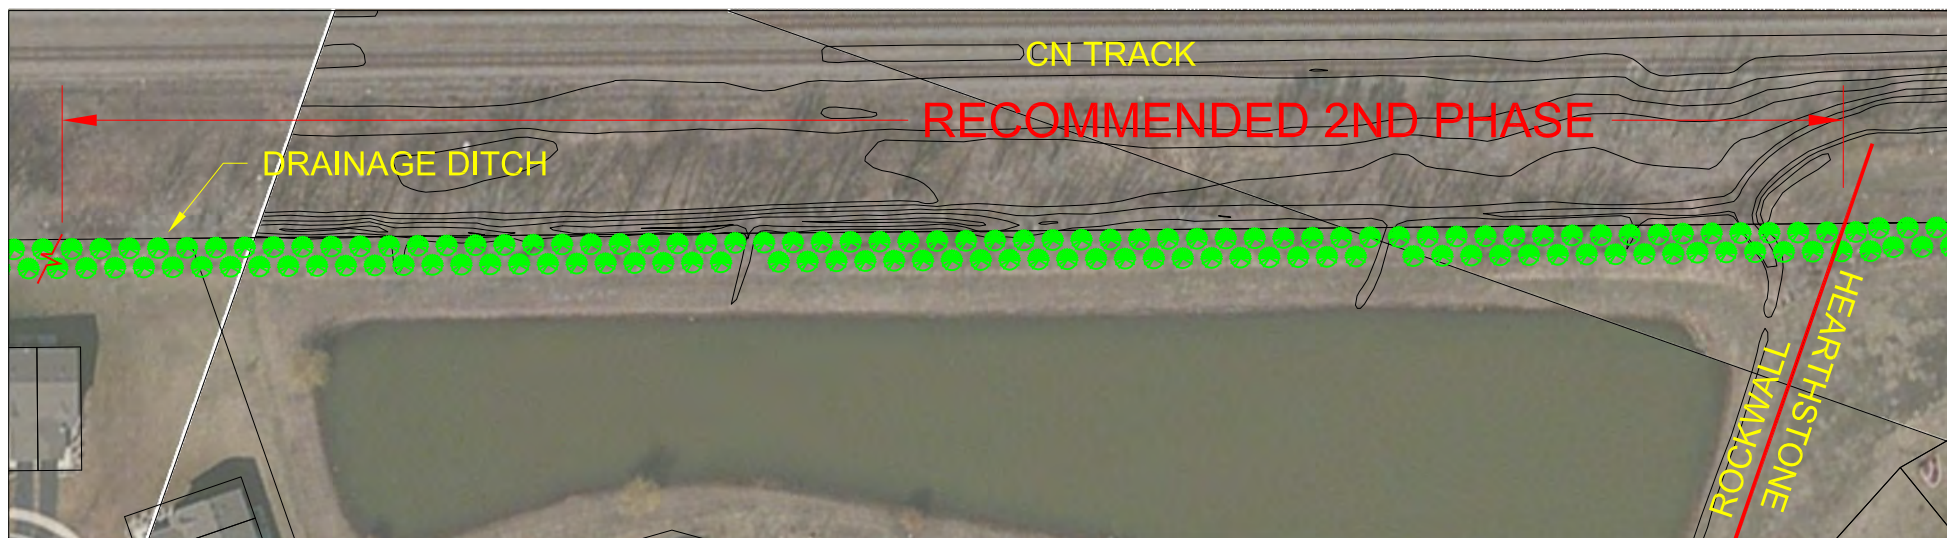 CN TRACK
RECOMMENDED 2ND PHASE
DRAINAGE DITCH
ROCKWALL
HEARTHSTONE